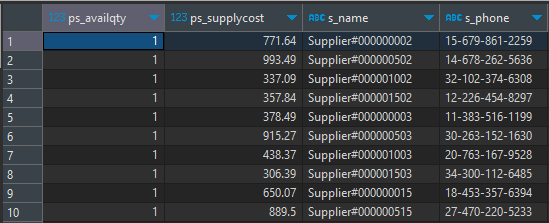 123 ps_availqty 123 ps_supplycost ABC s_name ABC s_phone
1 1 771.64 Supplier#000000002 15-679-861-2259
2 1 993.49 Supplier#000000502 14-678-262-5636
3 1 337.09 Supplier#000001002 32-102-374-6308
4 1 357.84 Supplier#000001502 12-226-454-8297
5 1 378.49 Supplier#000000003 11-383-516-1199
6 1 915.27 Supplier#000000503 30-263-152-1630
7 1 438.37 Supplier#000001003 20-763-167-9528
8 1 306.39 Supplier#000001503 34-300-112-6485
9 1 650.07 Supplier#000000015 18-453-357-6394
10 1 889.5 Supplier#000000515 27-470-220-5233